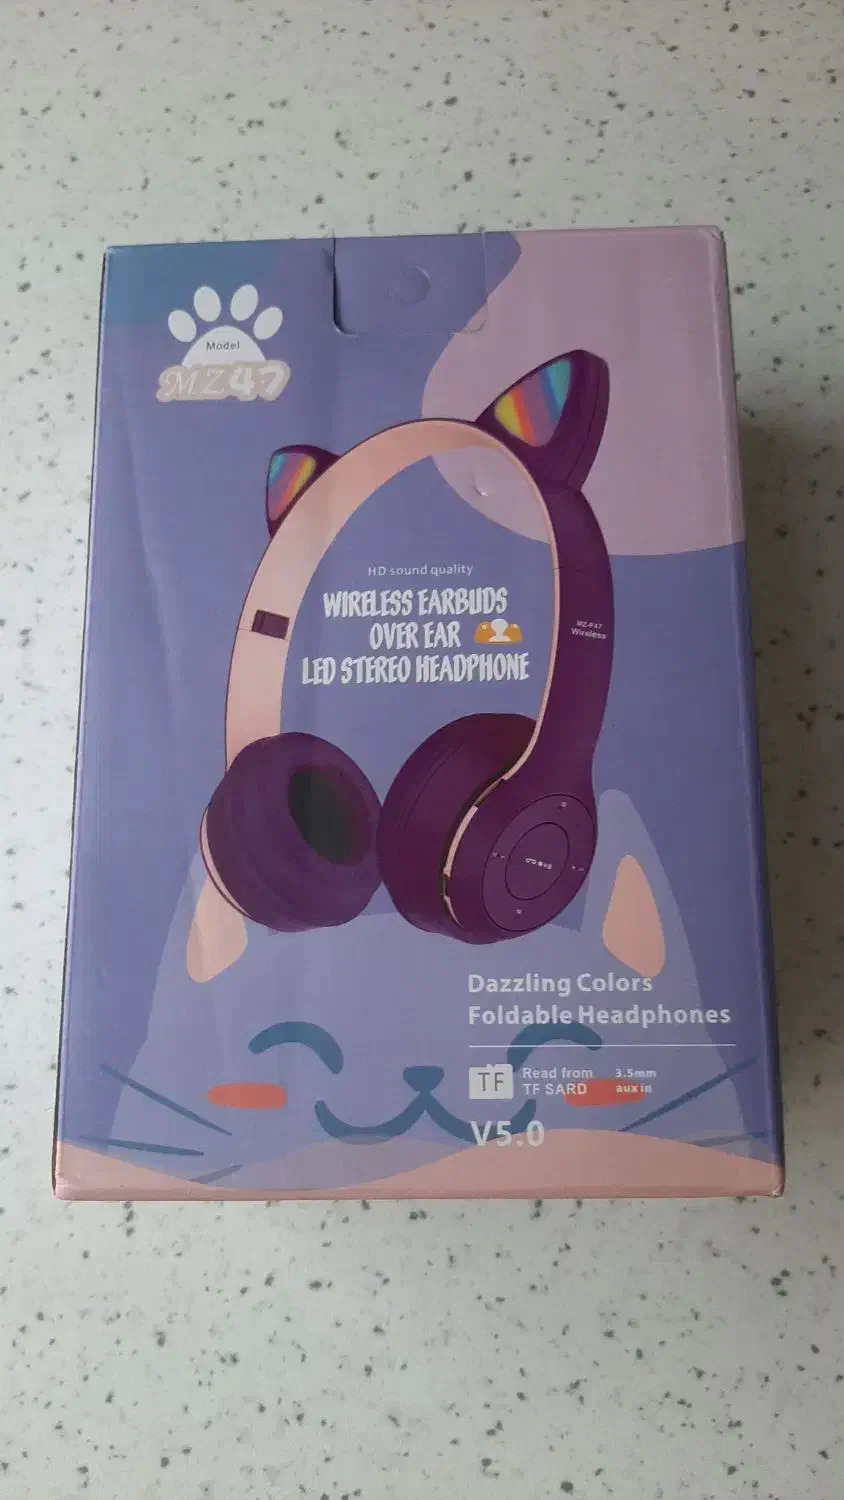 Model
MZ47
HD sound quality
WIRELESS EARBUDS
OVER EAR
LED STEREO HEADPHONE
MZ-P47
Wireless
Dazzling Colors
Foldable Headphones
TF
Read from
TF SARD
3.5mm
aux in
V5.0